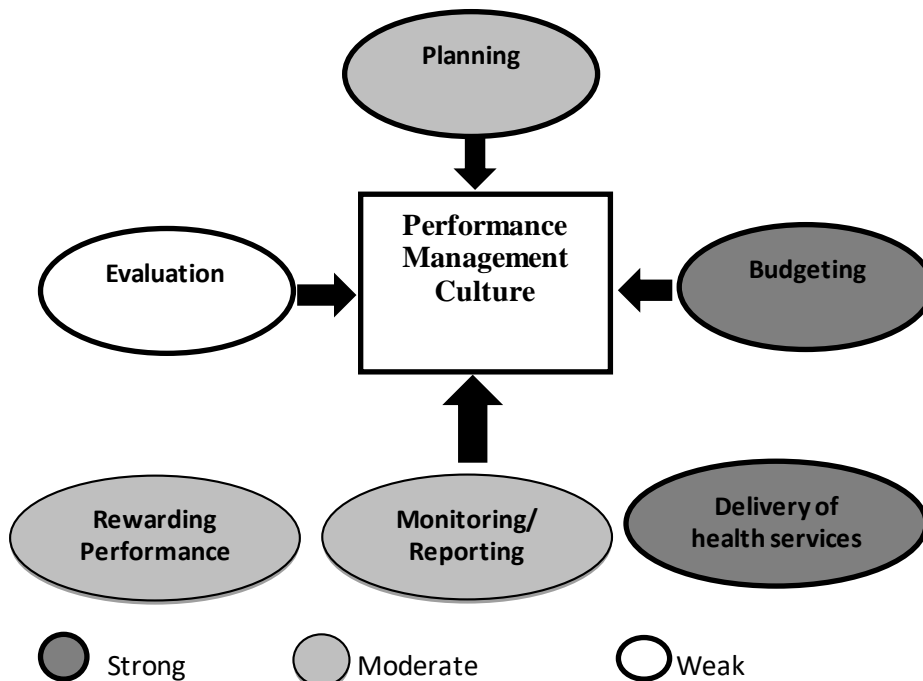 Planning
Performance
Management
Culture
Evaluation
Budgeting
Rewarding
Performance
Monitoring/
Reporting
Delivery of
health services
Strong
Moderate
Weak